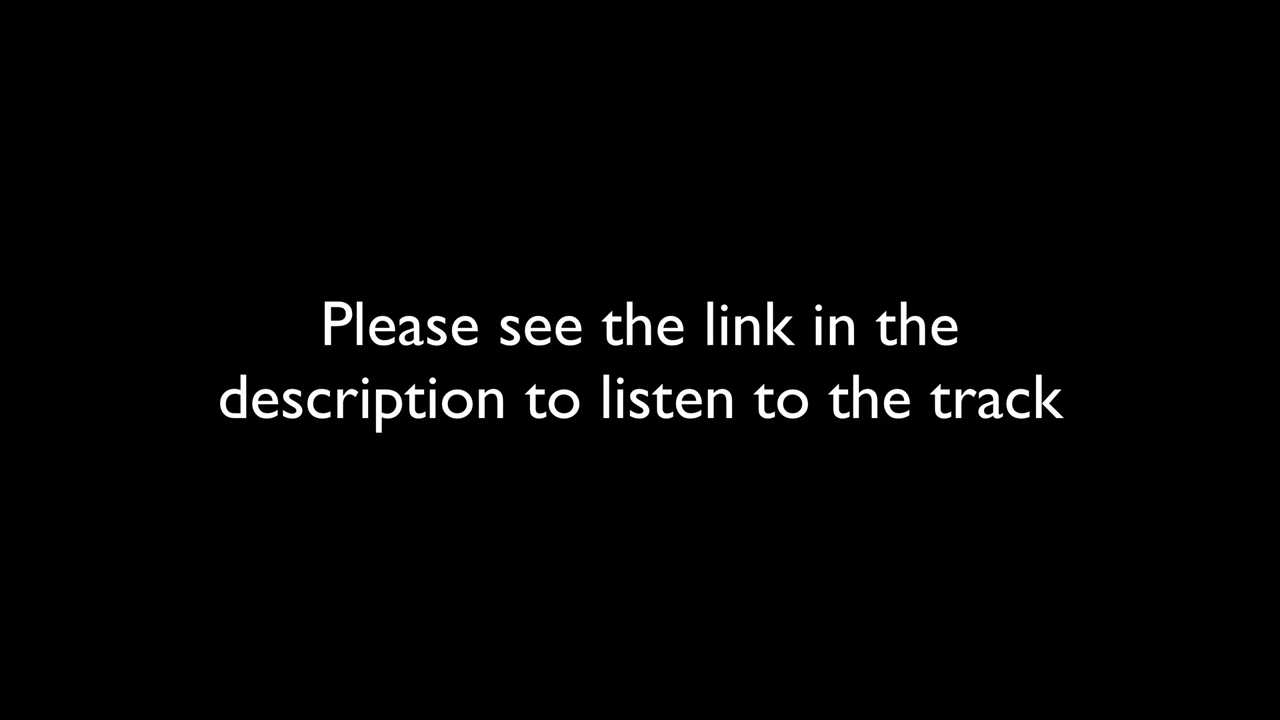 Please see the link in the
description to listen to the track